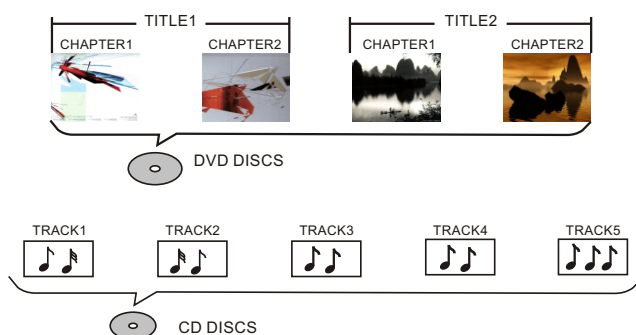 TITLE1 TITLE2
CHAPTER1 CHAPTER2 CHAPTER1 CHAPTER2
DVD DISCS
TRACK1 TRACK2 TRACK3 TRACK4 TRACK5
CD DISCS